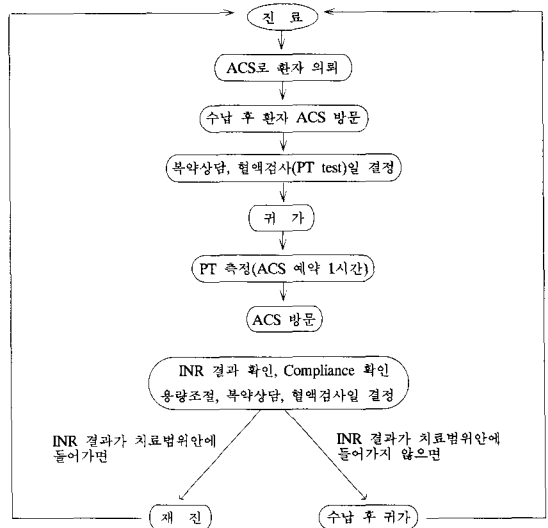 진 료
ACS로 환자 의뢰
수납 후 환자 ACS 방문
복약상담, 혈액검사(PT test)일 결정
귀 가
PT 측정(ACS 예약 1시간)
ACS 방문
INR 결과 확인, Compliance 확인
용량조절, 복약상담, 혈액검사일 결정
INR 결과가 치료범위안에
들어가면
INR 결과가 치료범위안에
들어가지 않으면
재 진
수납 후 귀가